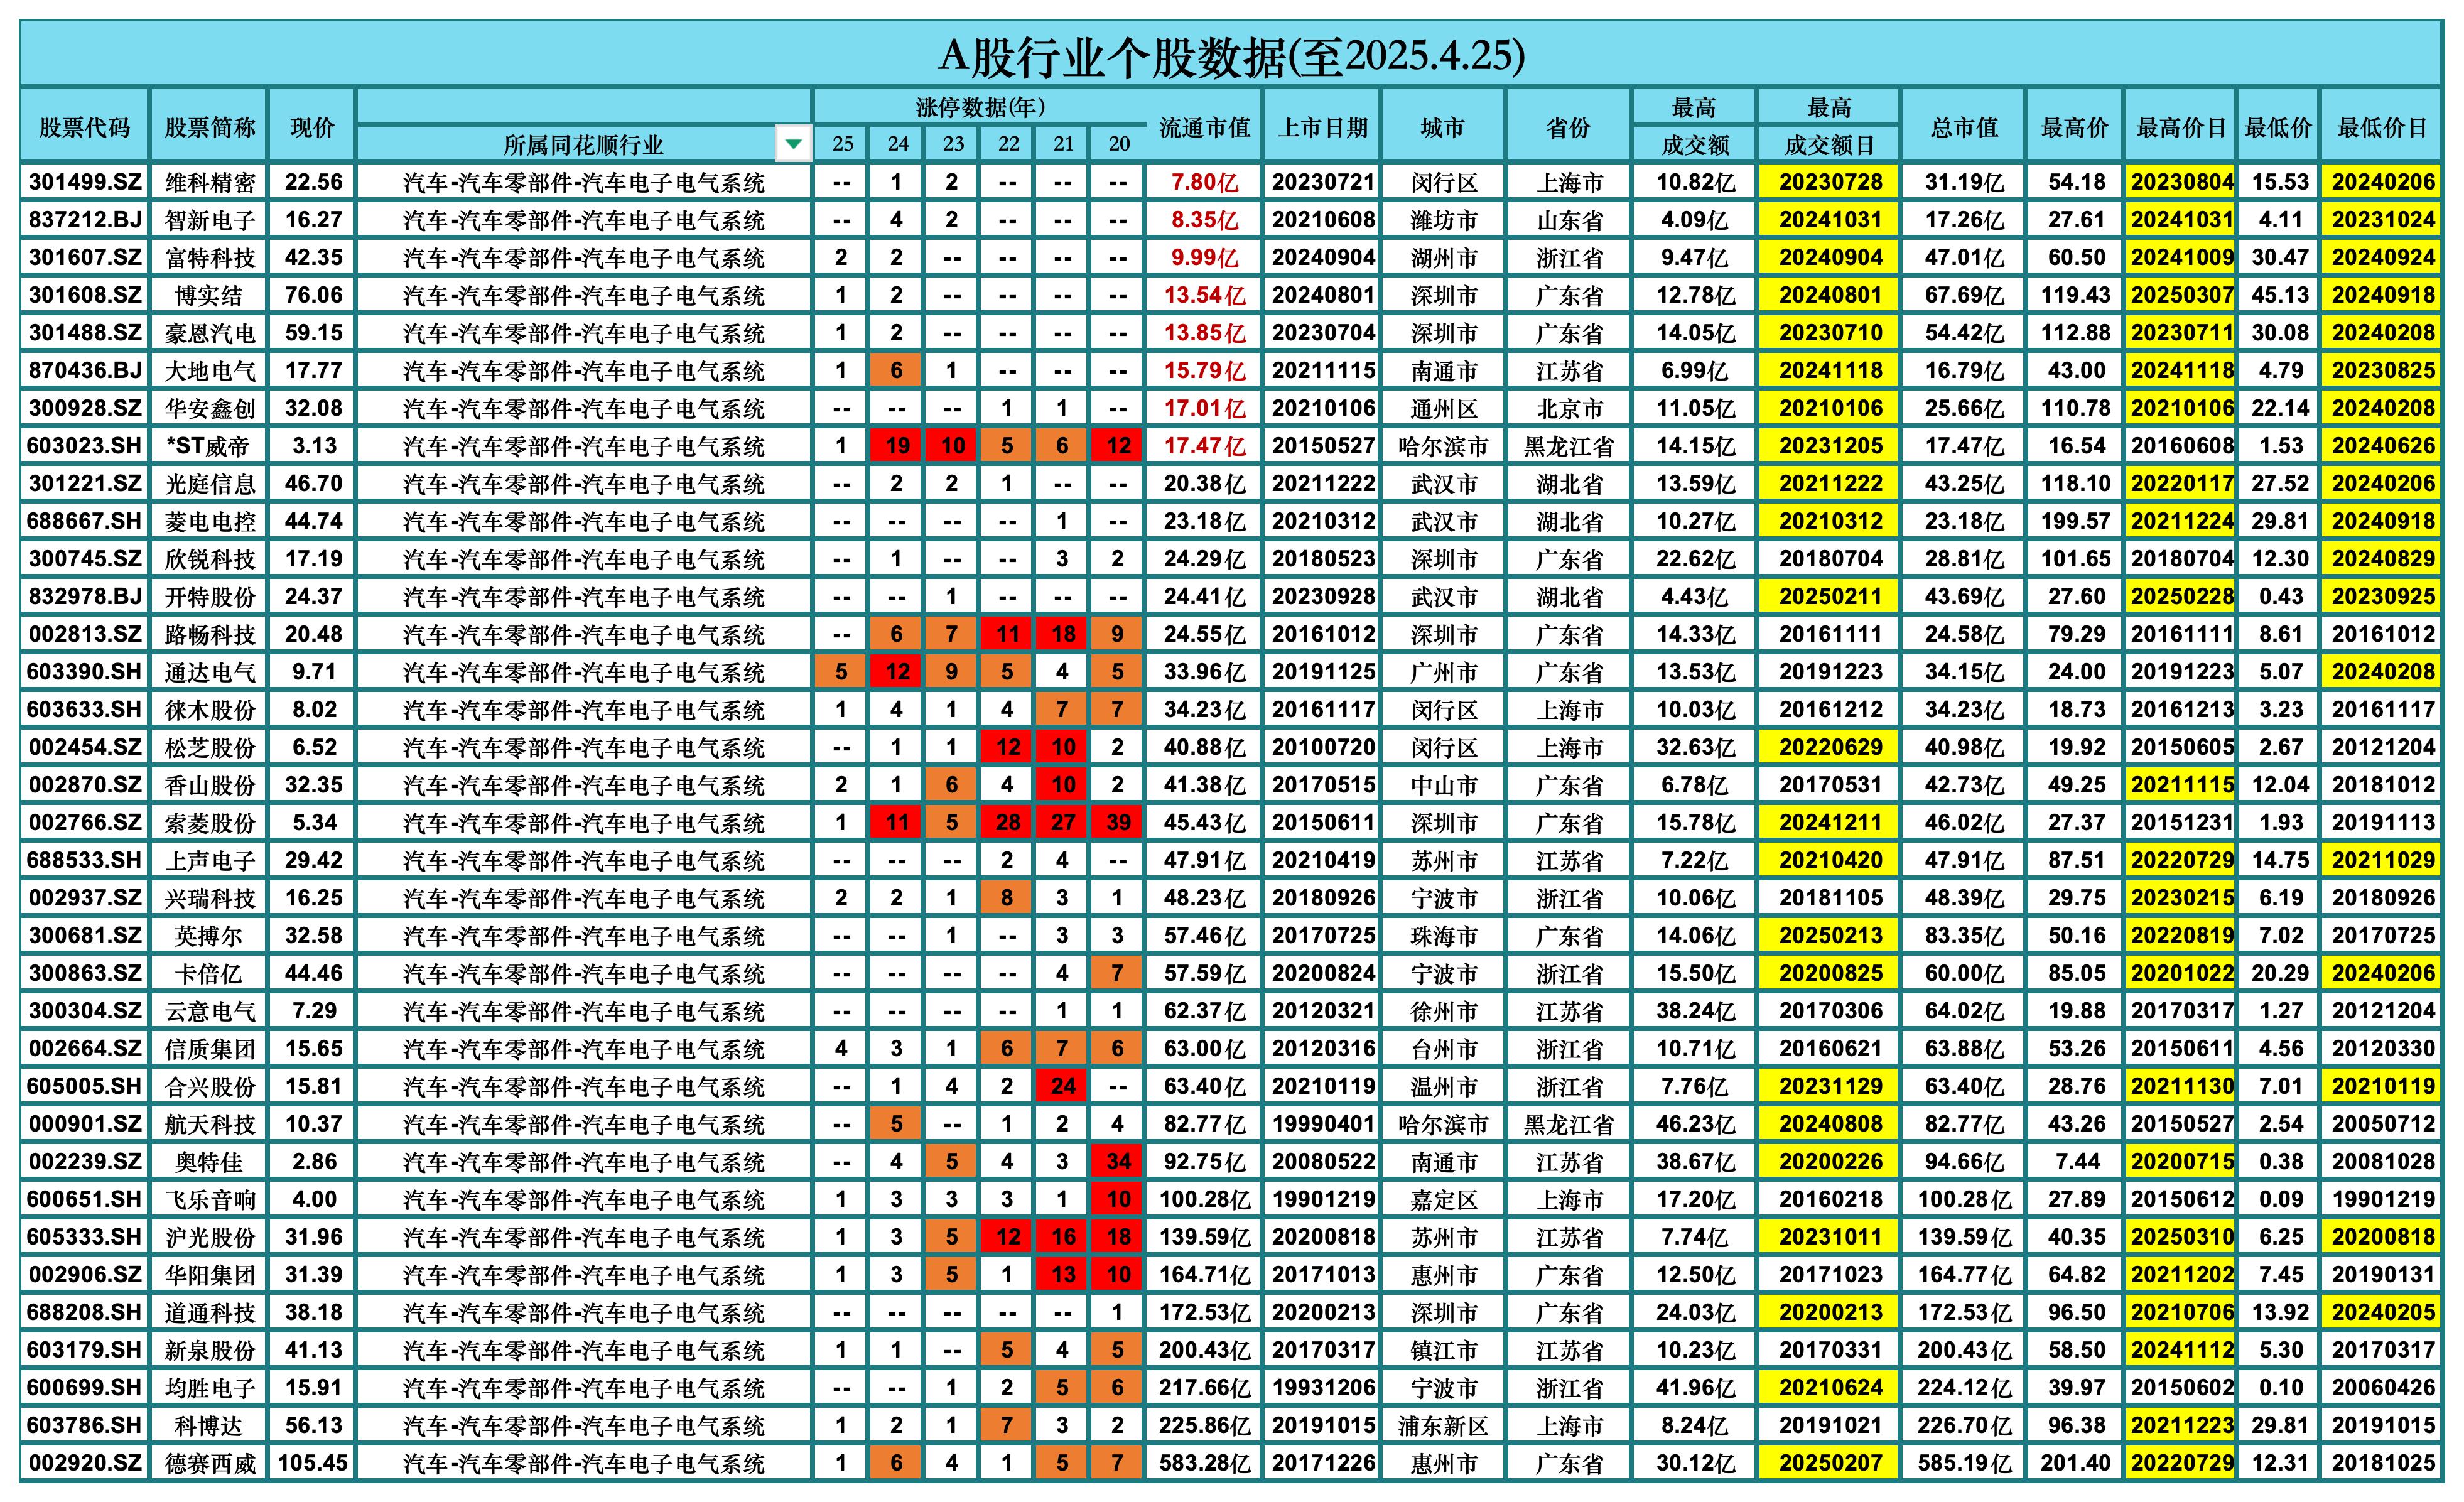 A股行业个股数据(至2025.4.25)
股票代码 股票简称 现价 所属同花顺行业 涨停数据(年) 25 24 23 22 21 20 流通市值 上市日期 城市 省份 最高成交额 最高成交额日 总市值 最高价 最高价日 最低价 最低价日
301499.SZ 维科精密 22.56 汽车-汽车零部件-汽车电子电气系统 -- 1 2 -- -- -- 7.80亿 20230721 闵行区 上海市 10.82亿 20230728 31.19亿 54.18 20230804 15.53 20240206
837212.BJ 智新电子 16.27 汽车-汽车零部件-汽车电子电气系统 -- 4 2 -- -- -- 8.35亿 20210608 潍坊市 山东省 4.09亿 20241031 17.26亿 27.61 20241031 4.11 20231024
301607.SZ 富特科技 42.35 汽车-汽车零部件-汽车电子电气系统 2 2 -- -- -- -- 9.99亿 20240904 湖州市 浙江省 9.47亿 20240904 47.01亿 60.50 20241009 30.47 20240924
301608.SZ 博实结 76.06 汽车-汽车零部件-汽车电子电气系统 1 2 -- -- -- -- 13.54亿 20240801 深圳市 广东省 12.78亿 20240801 67.69亿 119.43 20250307 45.13 20240918
301488.SZ 豪恩汽电 59.15 汽车-汽车零部件-汽车电子电气系统 1 2 -- -- -- -- 13.85亿 20230704 深圳市 广东省 14.05亿 20230710 54.42亿 112.88 20230711 30.08 20240208
870436.BJ 大地电气 17.77 汽车-汽车零部件-汽车电子电气系统 1 6 1 -- -- -- 15.79亿 20211115 南通市 江苏省 6.99亿 20241118 16.79亿 43.00 20241118 4.79 20230825
300928.SZ 华安鑫创 32.08 汽车-汽车零部件-汽车电子电气系统 -- -- -- 1 1 -- 17.01亿 20210106 通州区 北京市 11.05亿 20210106 25.66亿 110.78 20210106 22.14 20240208
603023.SH *ST威帝 3.13 汽车-汽车零部件-汽车电子电气系统 1 19 10 5 6 12 17.47亿 20150527 哈尔滨市 黑龙江省 14.15亿 20231205 17.47亿 16.54 20160608 1.53 20240626
301221.SZ 光庭信息 46.70 汽车-汽车零部件-汽车电子电气系统 -- 2 2 1 -- -- 20.38亿 20211222 武汉市 湖北省 13.59亿 20211222 43.25亿 118.10 20220117 27.52 20240206
688667.SH 菱电电控 44.74 汽车-汽车零部件-汽车电子电气系统 -- -- -- -- 1 -- 23.18亿 20210312 武汉市 湖北省 10.27亿 20210312 23.18亿 199.57 20211224 29.81 20240918
300745.SZ 欣锐科技 17.19 汽车-汽车零部件-汽车电子电气系统 -- 1 -- -- 3 2 24.29亿 20180523 深圳市 广东省 22.62亿 20180704 28.81亿 101.65 20180704 12.30 20240829
832978.BJ 开特股份 24.37 汽车-汽车零部件-汽车电子电气系统 -- -- 1 -- -- -- 24.41亿 20230928 武汉市 湖北省 4.43亿 20250211 43.69亿 27.60 20250228 0.43 20230925
002813.SZ 路畅科技 20.48 汽车-汽车零部件-汽车电子电气系统 -- 6 7 11 18 9 24.55亿 20161012 深圳市 广东省 14.33亿 20161111 24.58亿 79.29 20161111 8.61 20161012
603390.SH 通达电气 9.71 汽车-汽车零部件-汽车电子电气系统 5 12 9 5 4 5 33.96亿 20191125 广州市 广东省 13.53亿 20191223 34.15亿 24.00 20191223 5.07 20240208
603633.SH 徕木股份 8.02 汽车-汽车零部件-汽车电子电气系统 1 4 1 4 7 7 34.23亿 20161117 闵行区 上海市 10.03亿 20161212 34.23亿 18.73 20161213 3.23 20161117
002454.SZ 松芝股份 6.52 汽车-汽车零部件-汽车电子电气系统 -- 1 1 12 10 2 40.88亿 20100720 闵行区 上海市 32.63亿 20220629 40.98亿 19.92 20150605 2.67 20121204
002870.SZ 香山股份 32.35 汽车-汽车零部件-汽车电子电气系统 2 1 6 4 10 2 41.38亿 20170515 中山市 广东省 6.78亿 20170531 42.73亿 49.25 20211115 12.04 20181012
002766.SZ 索菱股份 5.34 汽车-汽车零部件-汽车电子电气系统 1 11 5 28 27 39 45.43亿 20150611 深圳市 广东省 15.78亿 20241211 46.02亿 27.37 20151231 1.93 20191113
688533.SH 上声电子 29.42 汽车-汽车零部件-汽车电子电气系统 -- -- -- 2 4 -- 47.91亿 20210419 苏州市 江苏省 7.22亿 20210420 47.91亿 87.51 20220729 14.75 20211029
002937.SZ 兴瑞科技 16.25 汽车-汽车零部件-汽车电子电气系统 2 2 1 8 3 1 48.23亿 20180926 宁波市 浙江省 10.06亿 20181105 48.39亿 29.75 20230215 6.19 20180926
300681.SZ 英搏尔 32.58 汽车-汽车零部件-汽车电子电气系统 -- -- 1 -- 3 3 57.46亿 20170725 珠海市 广东省 14.06亿 20250213 83.35亿 50.16 20220819 7.02 20170725
300863.SZ 卡倍亿 44.46 汽车-汽车零部件-汽车电子电气系统 -- -- -- -- 4 7 57.59亿 20200824 宁波市 浙江省 15.50亿 20200825 60.00亿 85.05 20201022 20.29 20240206
300304.SZ 云意电气 7.29 汽车-汽车零部件-汽车电子电气系统 -- -- -- -- 1 1 62.37亿 20120321 徐州市 江苏省 38.24亿 20170306 64.02亿 19.88 20170317 1.27 20121204
002664.SZ 信质集团 15.65 汽车-汽车零部件-汽车电子电气系统 4 3 1 6 7 6 63.00亿 20120316 台州市 浙江省 10.71亿 20160621 63.88亿 53.26 20150611 4.56 20120330
605005.SH 合兴股份 15.81 汽车-汽车零部件-汽车电子电气系统 -- 1 4 2 24 -- 63.40亿 20210119 温州市 浙江省 7.76亿 20231129 63.40亿 28.76 20211130 7.01 20210119
000901.SZ 航天科技 10.37 汽车-汽车零部件-汽车电子电气系统 -- 5 -- 1 2 4 82.77亿 19990401 哈尔滨市 黑龙江省 46.23亿 20240808 82.77亿 43.26 20150527 2.54 20050712
002239.SZ 奥特佳 2.86 汽车-汽车零部件-汽车电子电气系统 -- 4 5 4 3 34 92.75亿 20080522 南通市 江苏省 38.67亿 20200226 94.66亿 7.44 20200715 0.38 20081028
600651.SH 飞乐音响 4.00 汽车-汽车零部件-汽车电子电气系统 1 3 3 3 1 10 100.28亿 19901219 嘉定区 上海市 17.20亿 20160218 100.28亿 27.89 20150612 0.09 19901219
605333.SH 沪光股份 31.96 汽车-汽车零部件-汽车电子电气系统 1 3 5 12 16 18 139.59亿 20200818 苏州市 江苏省 7.74亿 20231011 139.59亿 40.35 20250310 6.25 20200818
002906.SZ 华阳集团 31.39 汽车-汽车零部件-汽车电子电气系统 1 3 5 1 13 10 164.71亿 20171013 惠州市 广东省 12.50亿 20171023 164.77亿 64.82 20211202 7.45 20190131
688208.SH 道通科技 38.18 汽车-汽车零部件-汽车电子电气系统 -- -- -- -- -- 1 172.53亿 20200213 深圳市 广东省 24.03亿 20200213 172.53亿 96.50 20210706 13.92 20240205
603179.SH 新泉股份 41.13 汽车-汽车零部件-汽车电子电气系统 1 1 -- 5 4 5 200.43亿 20170317 镇江市 江苏省 10.23亿 20170331 200.43亿 58.50 20241112 5.30 20170317
600699.SH 均胜电子 15.91 汽车-汽车零部件-汽车电子电气系统 -- -- 1 2 5 6 217.66亿 19931206 宁波市 浙江省 41.96亿 20210624 224.12亿 39.97 20150602 0.10 20060426
603786.SH 科博达 56.13 汽车-汽车零部件-汽车电子电气系统 1 2 1 7 3 2 225.86亿 20191015 浦东新区 上海市 8.24亿 20191021 226.70亿 96.38 20211223 29.81 20191015
002920.SZ 德赛西威 105.45 汽车-汽车零部件-汽车电子电气系统 1 6 4 1 5 7 583.28亿 20171226 惠州市 广东省 30.12亿 20250207 585.19亿 201.40 20220729 12.31 20181025